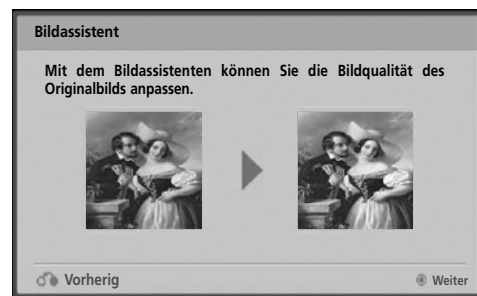 Bildassistent
Mit dem Bildassistenten können Sie die Bildqualität des
Originalbilds anpassen.
Vorherig
Weiter